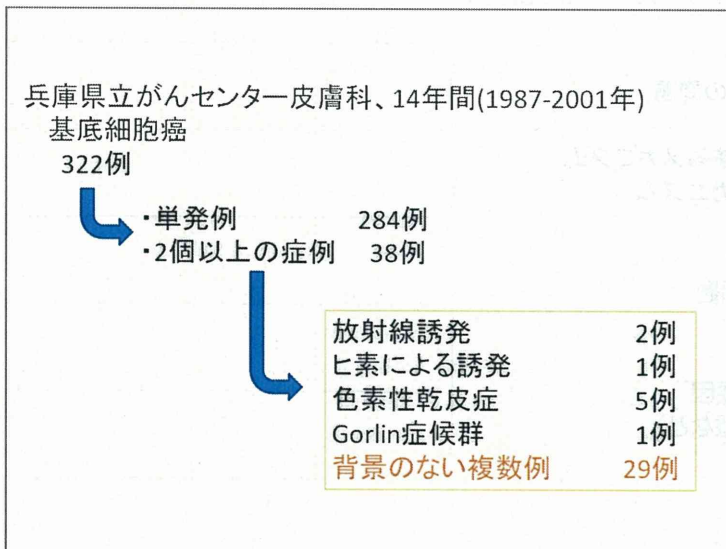 兵庫県立がんセンター皮膚科、14年間(1987-2001年)
基底細胞癌
322例
・単発例 284例
・2個以上の症例 38例
放射線誘発 2例
ヒ素による誘発 1例
色素性乾皮症 5例
Gorlin症候群 1例
背景のない複数例 29例